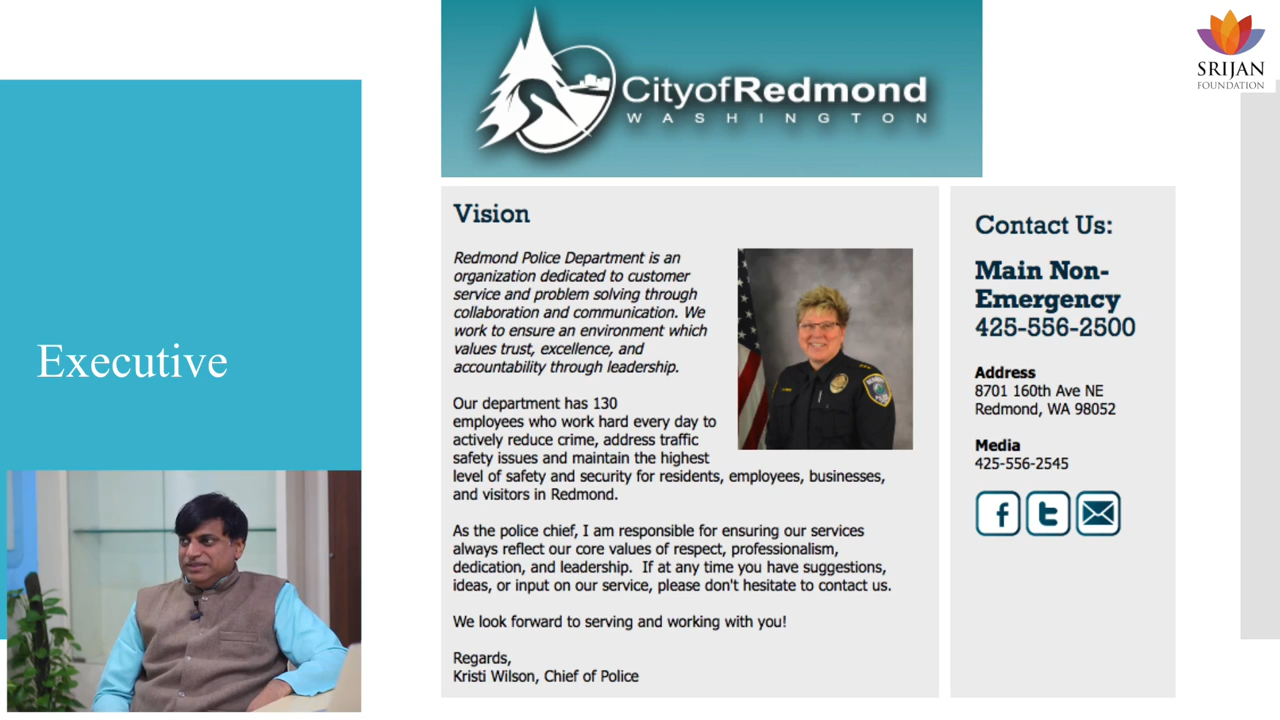 CityofRedmond
WASHINGTON
SRIJAN
FOUNDATION
Executive
Vision
Redmond Police Department is an
organization dedicated to customer
service and problem solving through
collaboration and communication. We
work to ensure an environment which
values trust, excellence, and
accountability through leadership.
Our department has 130
employees who work hard every day to
actively reduce crime, address traffic
safety issues and maintain the highest
level of safety and security for residents, employees, businesses,
and visitors in Redmond.
As the police chief, I am responsible for ensuring our services
always reflect our core values of respect, professionalism,
dedication, and leadership.  If at any time you have suggestions,
ideas, or input on our service, please don't hesitate to contact us.
We look forward to serving and working with you!
Regards,
Kristi Wilson, Chief of Police
Contact Us:
Main Non-
Emergency
425-556-2500
Address
8701 160th Ave NE
Redmond, WA 98052
Media
425-556-2545